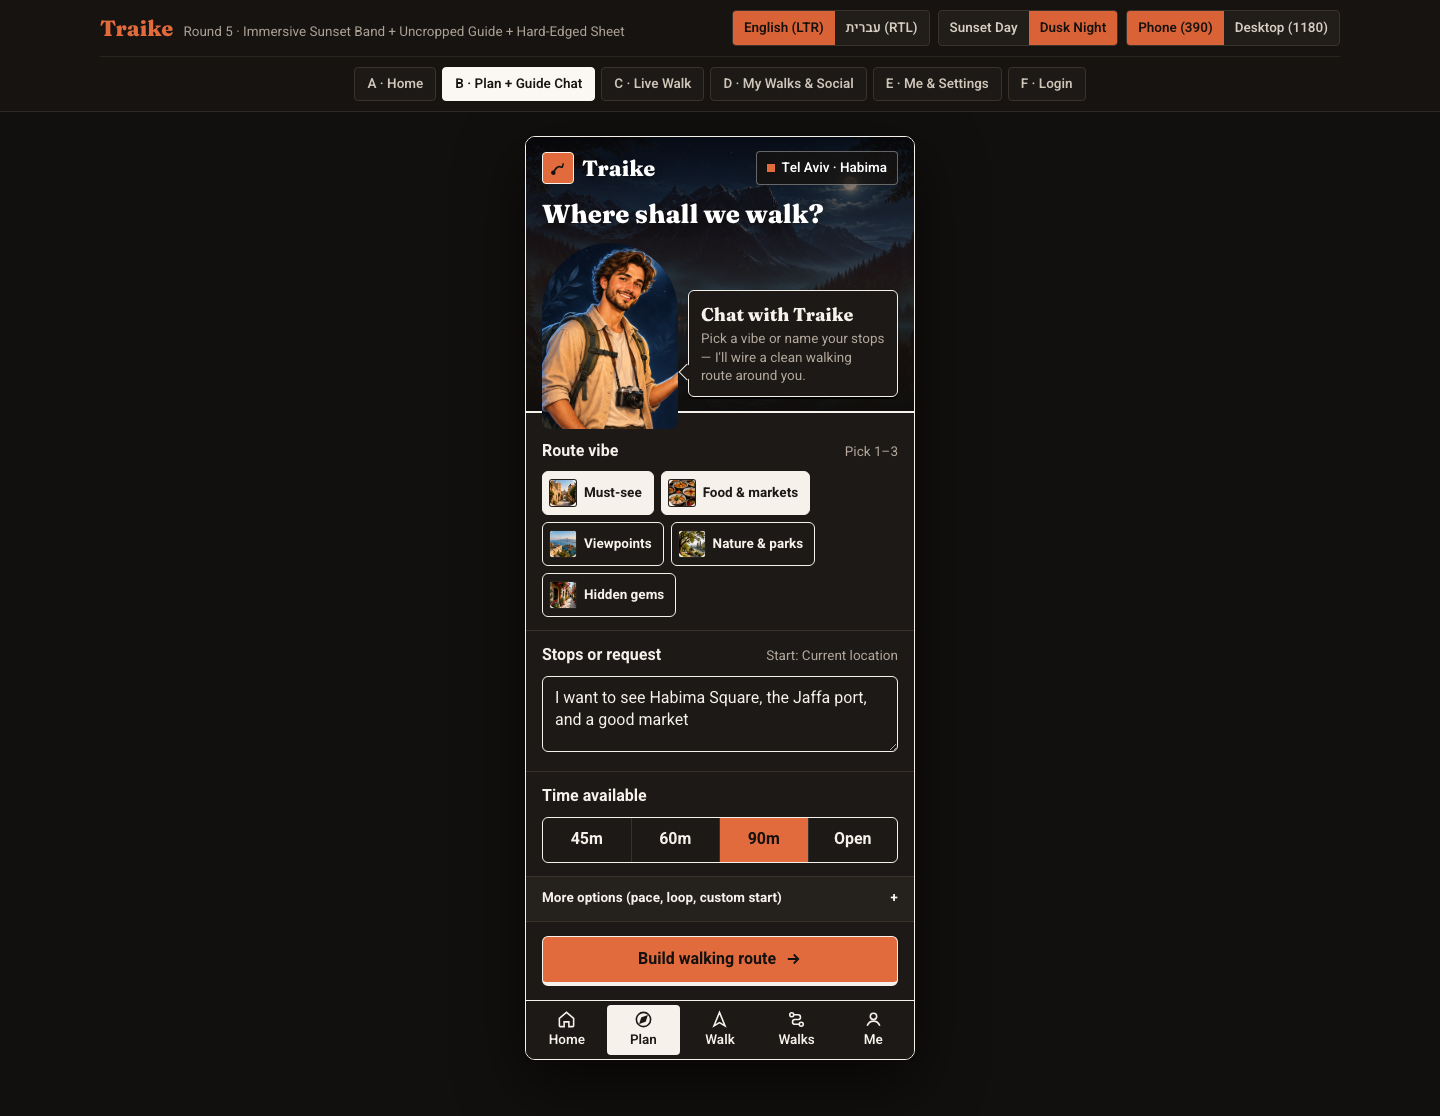 Traike Round 5 · Immersive Sunset Band + Uncropped Guide + Hard-Edged Sheet
English (LTR) עברית (RTL) Sunset Day Dusk Night Phone (390) Desktop (1180)
A · Home B · Plan + Guide Chat C · Live Walk D · My Walks & Social E · Me & Settings F · Login
Traike Tel Aviv · Habima
Where shall we walk?
Chat with Traike
Pick a vibe or name your stops
— I'll wire a clean walking
route around you.
Route vibe Pick 1–3
Must-see Food & markets
Viewpoints Nature & parks
Hidden gems
Stops or request Start: Current location
I want to see Habima Square, the Jaffa port,
and a good market
Time available
45m 60m 90m Open
More options (pace, loop, custom start) +
Build walking route →
Home Plan Walk Walks Me